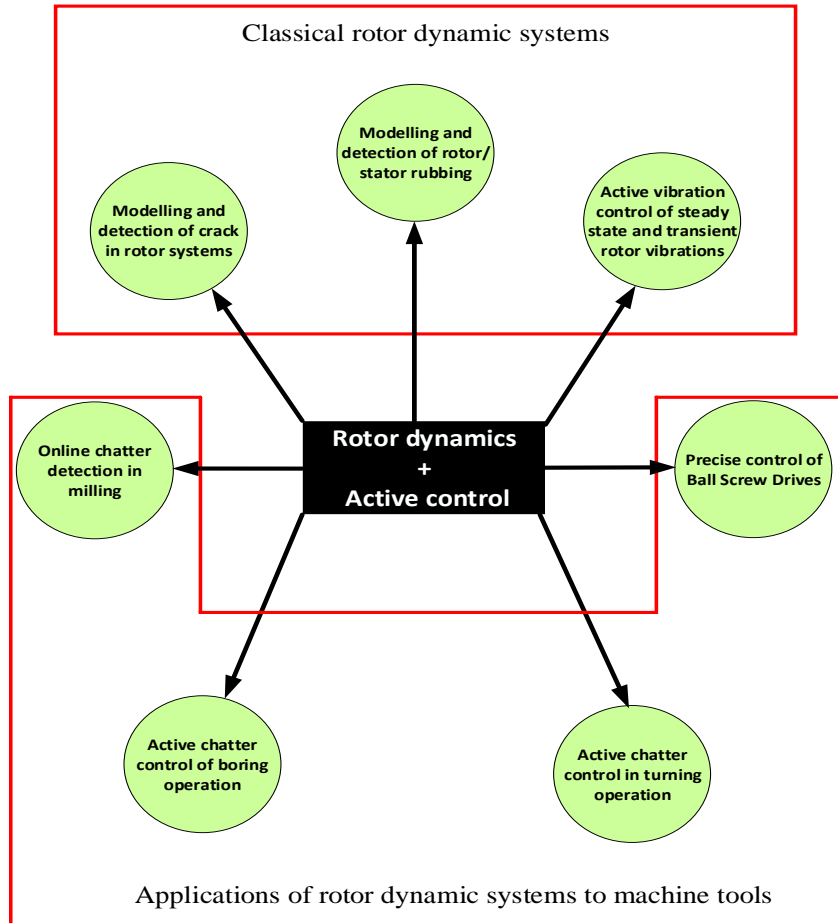 Classical rotor dynamic systems
Modelling and
detection of rotor/
stator rubbing
Modelling and
detection of crack
in rotor systems
Active vibration
control of steady
state and transient
rotor vibrations
Rotor dynamics
+
Active control
Online chatter
detection in
milling
Precise control of
Ball Screw Drives
Active chatter
control of boring
operation
Active chatter
control in turning
operation
Applications of rotor dynamic systems to machine tools